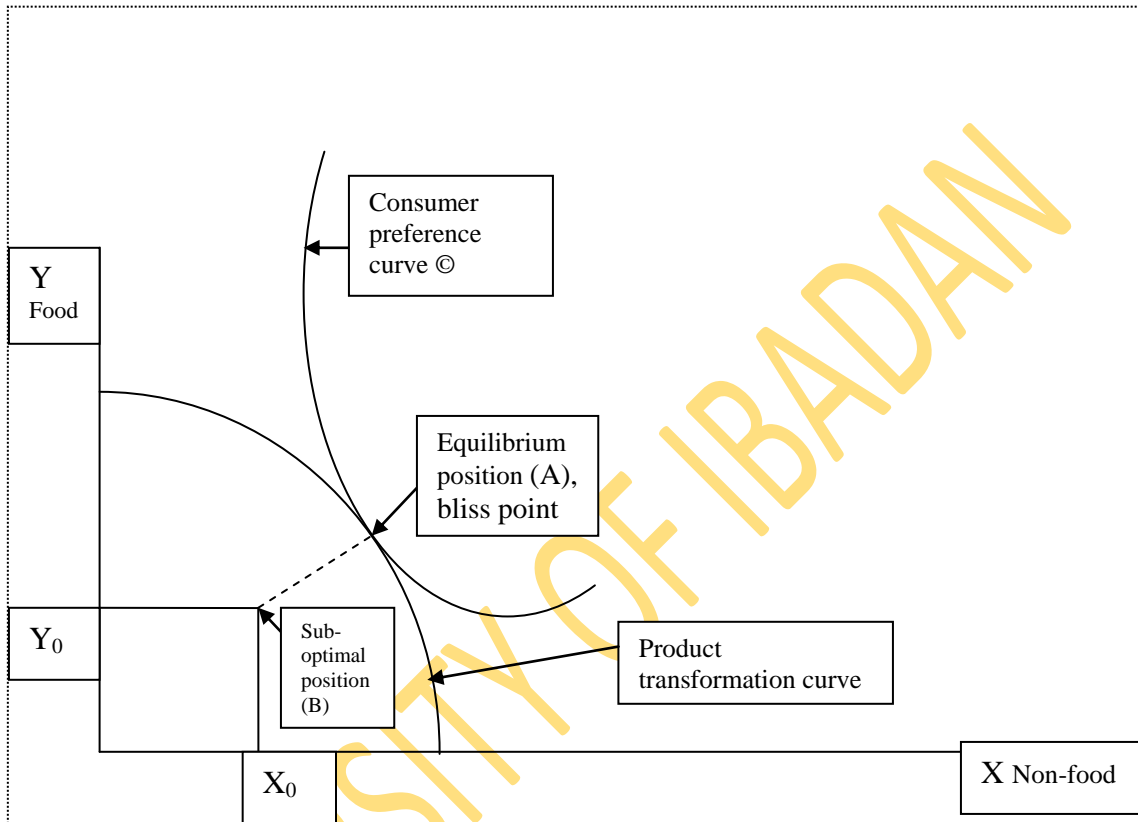 Consumer
preference
curve ©
Y
Food
Equilibrium
position (A),
bliss point
Y0
Sub-
optimal
position
(B)
Product
transformation curve
X0
X Non-food
SITY OF IBADAN